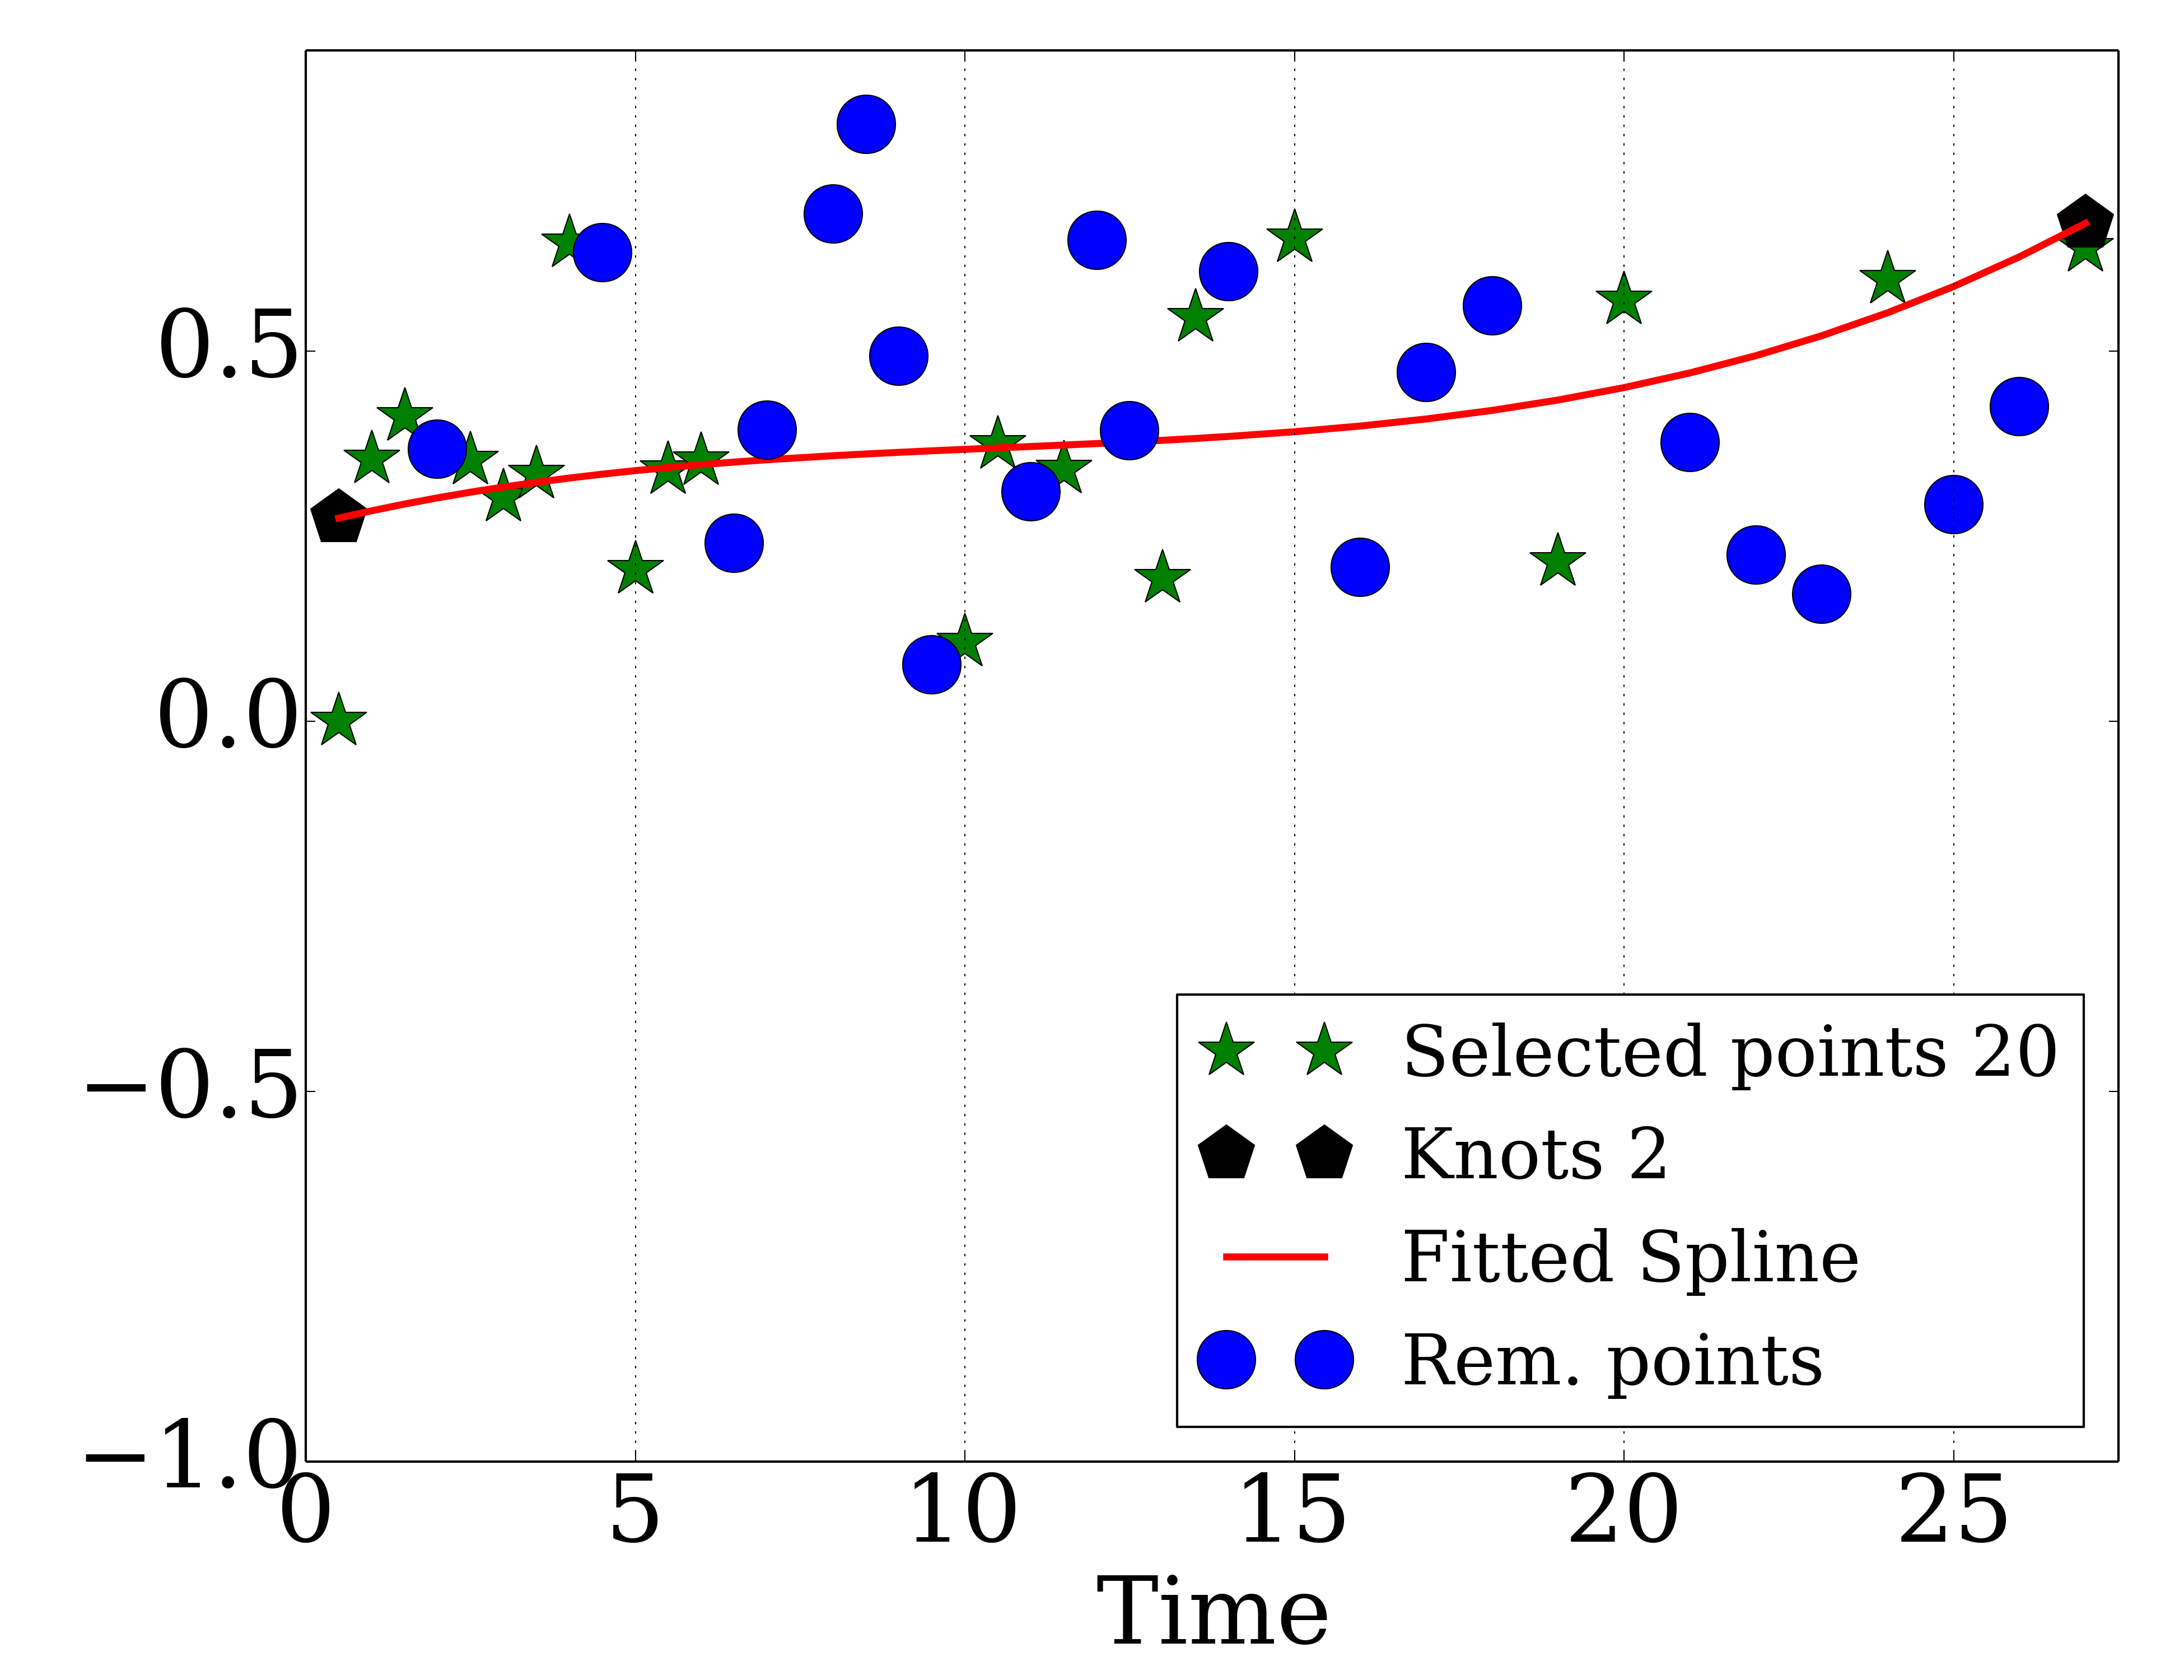 0.5
0.0
−0.5
−1.0
Selected points 20
Knots 2
Fitted Spline
Rem. points
0 5 10 15 20 25
Time